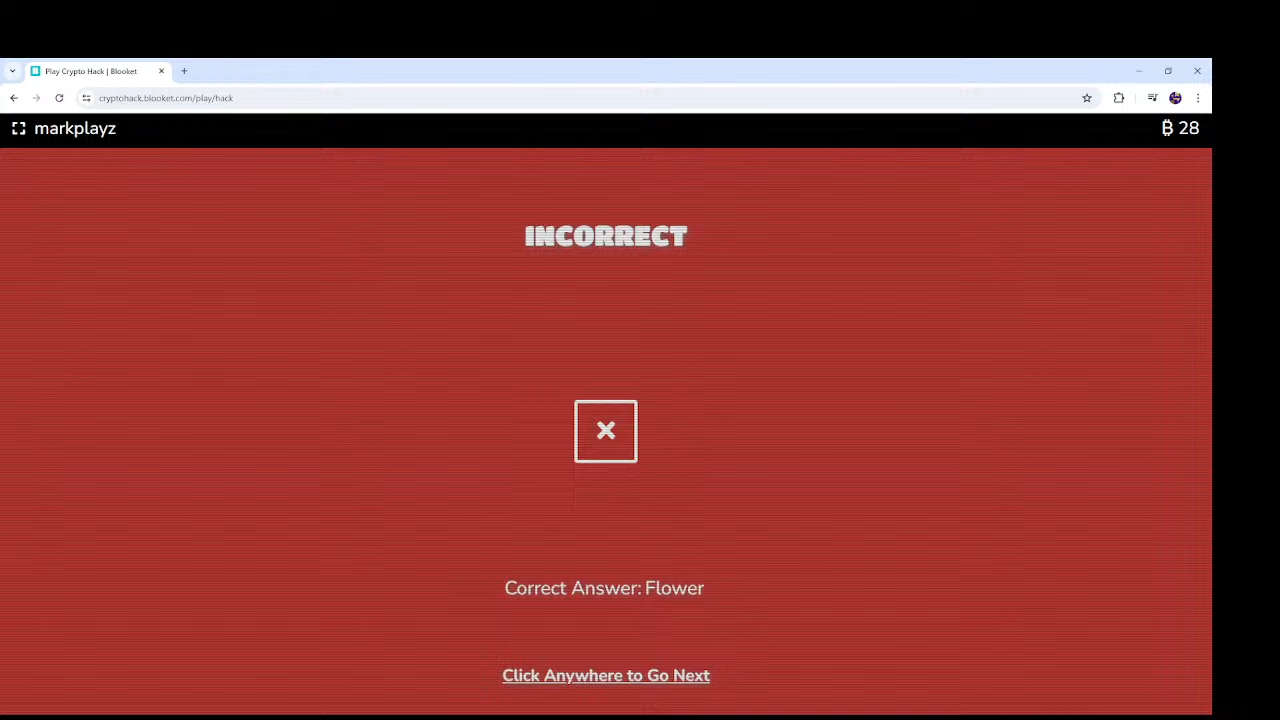 Play Crypto Hack | Blooket
cryptohack.blooket.com/play/hack
markplayz
₿ 28
INCORRECT
Correct Answer: Flower
Click Anywhere to Go Next